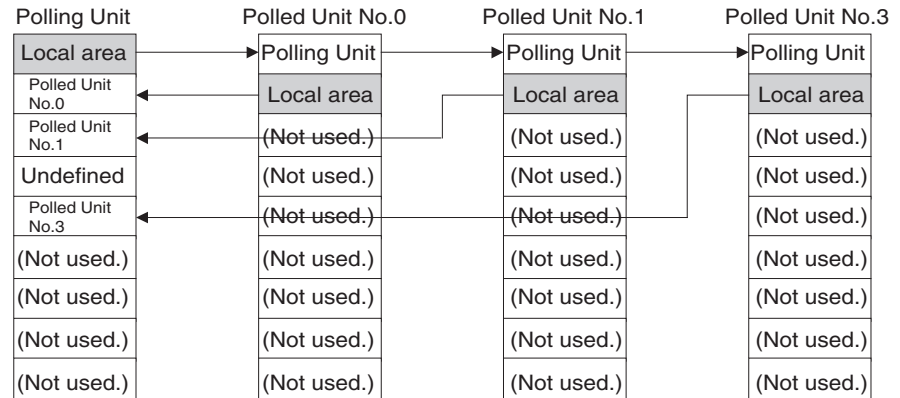 Polling Unit Polled Unit No.0 Polled Unit No.1 Polled Unit No.3
Local area Polling Unit Polling Unit Polling Unit
Polled Unit
No.0
Local area Local area Local area
Polled Unit
No.1
(Not used.) (Not used.) (Not used.)
Undefined (Not used.) (Not used.) (Not used.)
Polled Unit
No.3
(Not used.) (Not used.) (Not used.)
(Not used.) (Not used.) (Not used.) (Not used.)
(Not used.) (Not used.) (Not used.) (Not used.)
(Not used.) (Not used.) (Not used.) (Not used.)
(Not used.) (Not used.) (Not used.) (Not used.)